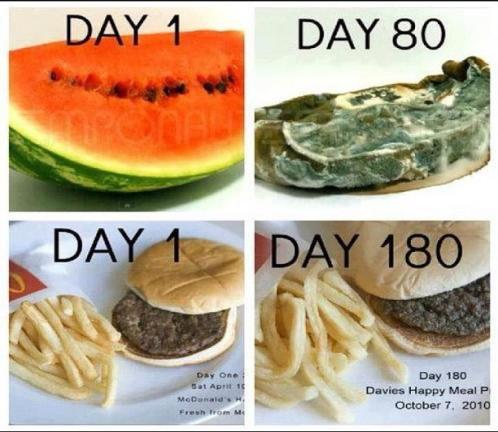 DAY 1
DAY 80
DAY 1
DAY 180
Day One
Sat April 10
McDonald's H
Fresh from Mc
Day 180
Davies Happy Meal P
October 7, 2010